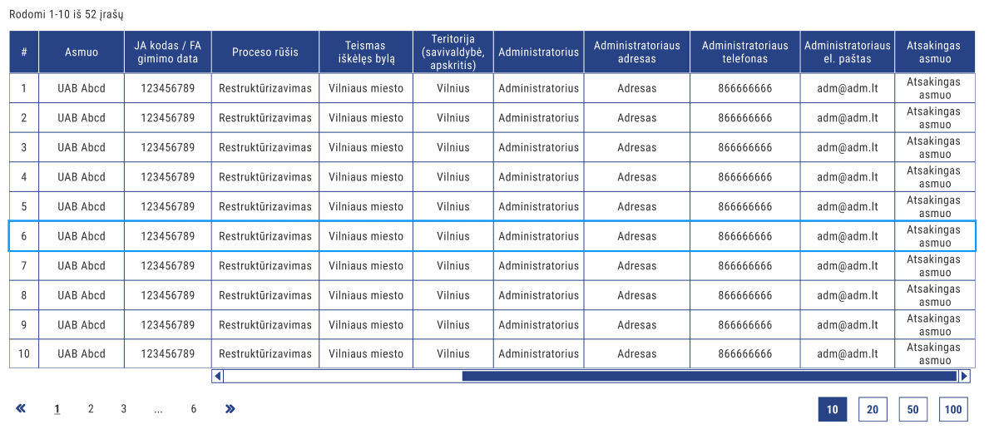 Rodomi 1-10 iš 52 įrašų
# Asmuo JA kodas / FA gimimo data Proceso rūšis Teismas iškėlęs bylą Teritorija (savivaldybė, apskritis) Administratorius Administratoriaus adresas Administratoriaus telefonas Administratoriaus el. paštas Atsakingas asmuo
1 UAB Abcd 123456789 Restruktūrizavimas Vilniaus miesto Vilnius Administratorius Adresas 866666666 adm@adm.lt Atsakingas asmuo
2 UAB Abcd 123456789 Restruktūrizavimas Vilniaus miesto Vilnius Administratorius Adresas 866666666 adm@adm.lt Atsakingas asmuo
3 UAB Abcd 123456789 Restruktūrizavimas Vilniaus miesto Vilnius Administratorius Adresas 866666666 adm@adm.lt Atsakingas asmuo
4 UAB Abcd 123456789 Restruktūrizavimas Vilniaus miesto Vilnius Administratorius Adresas 866666666 adm@adm.lt Atsakingas asmuo
5 UAB Abcd 123456789 Restruktūrizavimas Vilniaus miesto Vilnius Administratorius Adresas 866666666 adm@adm.lt Atsakingas asmuo
6 UAB Abcd 123456789 Restruktūrizavimas Vilniaus miesto Vilnius Administratorius Adresas 866666666 adm@adm.lt Atsakingas asmuo
7 UAB Abcd 123456789 Restruktūrizavimas Vilniaus miesto Vilnius Administratorius Adresas 866666666 adm@adm.lt Atsakingas asmuo
8 UAB Abcd 123456789 Restruktūrizavimas Vilniaus miesto Vilnius Administratorius Adresas 866666666 adm@adm.lt Atsakingas asmuo
9 UAB Abcd 123456789 Restruktūrizavimas Vilniaus miesto Vilnius Administratorius Adresas 866666666 adm@adm.lt Atsakingas asmuo
10 UAB Abcd 123456789 Restruktūrizavimas Vilniaus miesto Vilnius Administratorius Adresas 866666666 adm@adm.lt Atsakingas asmuo
« 1 2 3 ... 6 » 10 20 50 100